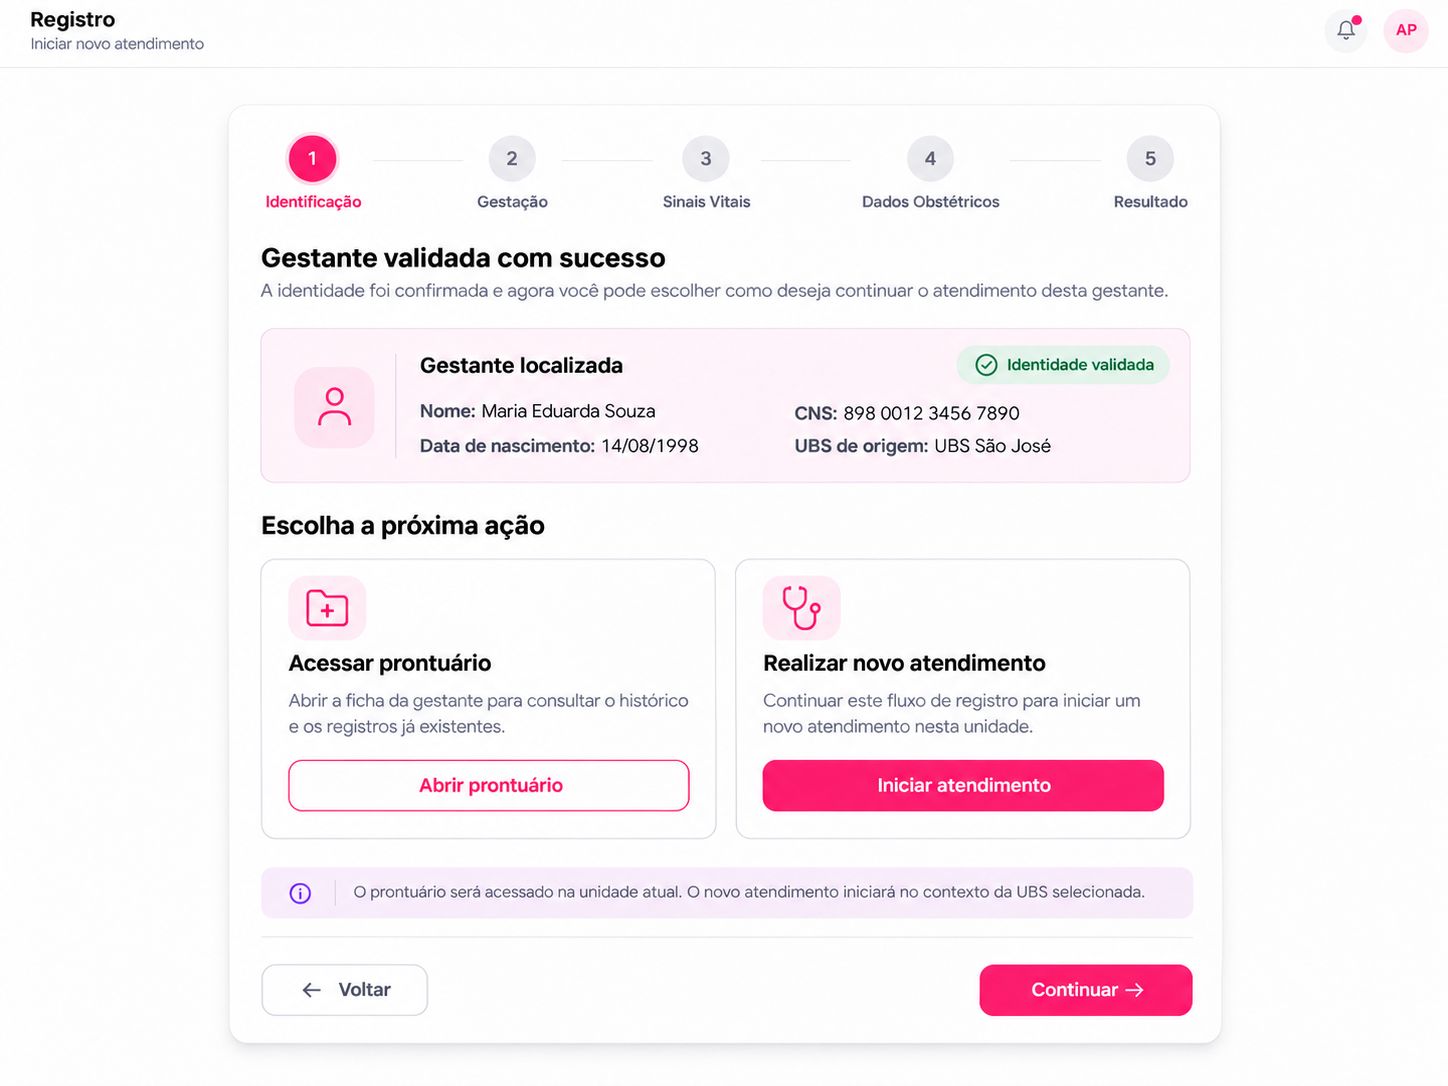 Registro
Iniciar novo atendimento
AP
1
Identificação
2
Gestação
3
Sinais Vitais
4
Dados Obstétricos
5
Resultado
Gestante validada com sucesso
A identidade foi confirmada e agora você pode escolher como deseja continuar o atendimento desta gestante.
Gestante localizada
Identidade validada
Nome: Maria Eduarda Souza
CNS: 898 0012 3456 7890
Data de nascimento: 14/08/1998
UBS de origem: UBS São José
Escolha a próxima ação
Acessar prontuário
Abrir a ficha da gestante para consultar o histórico
e os registros já existentes.
Abrir prontuário
Realizar novo atendimento
Continuar este fluxo de registro para iniciar um
novo atendimento nesta unidade.
Iniciar atendimento
O prontuário será acessado na unidade atual. O novo atendimento iniciará no contexto da UBS selecionada.
← Voltar
Continuar →